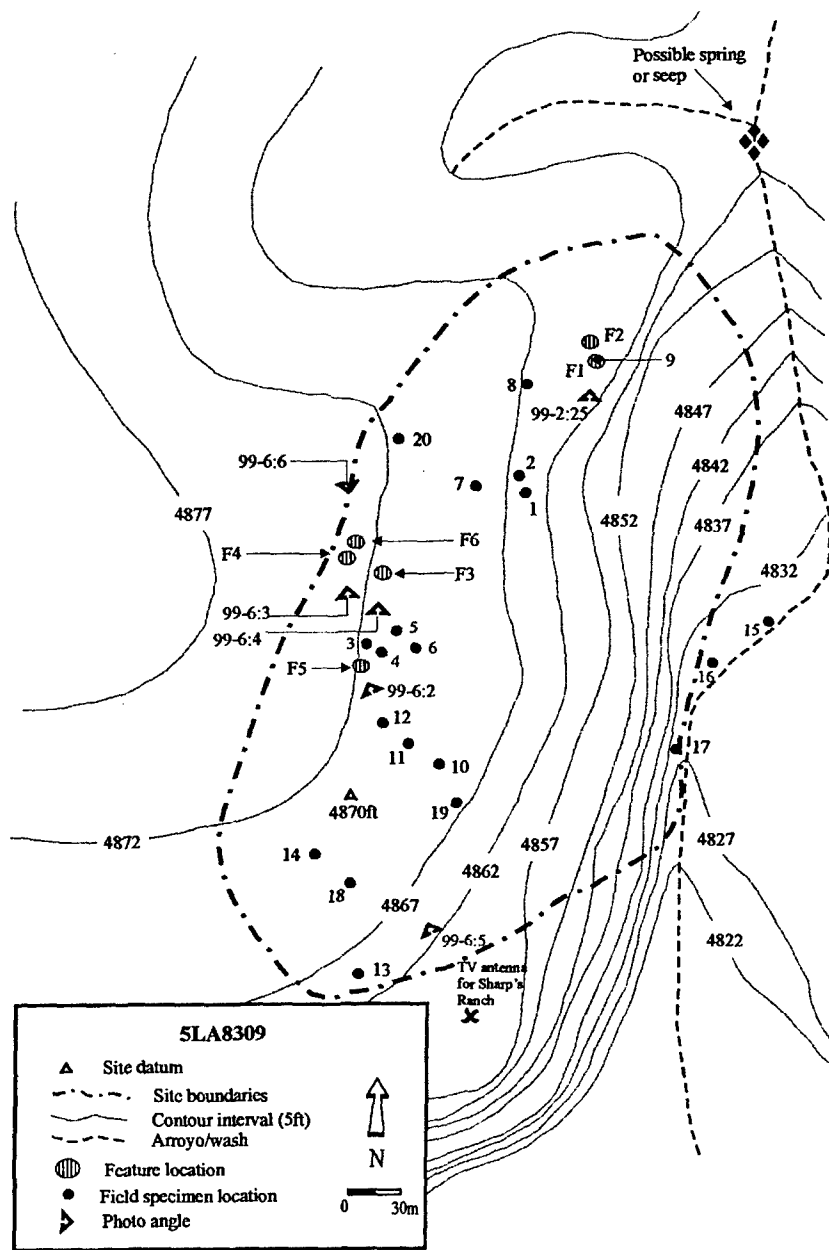 Possible spring
or seep
F2
F1
9
8
99-2:25
4847
20
99-6:6
2
4842
7
1
4877
4837
4852
F6
F4
F3
4832
99-6:3
99-6:4
5
15
3
6
4
F5
16
99-6:2
12
17
11
10
4870ft
19
4872
4857
4827
14
4862
18
4867
4822
99-6:5
13
TV antenna
for Sharp's
Ranch
5LA8309
Site datum
Site boundaries
Contour interval (5ft)
Arroyo/wash
Feature location
N
Field specimen location
0 30m
Photo angle